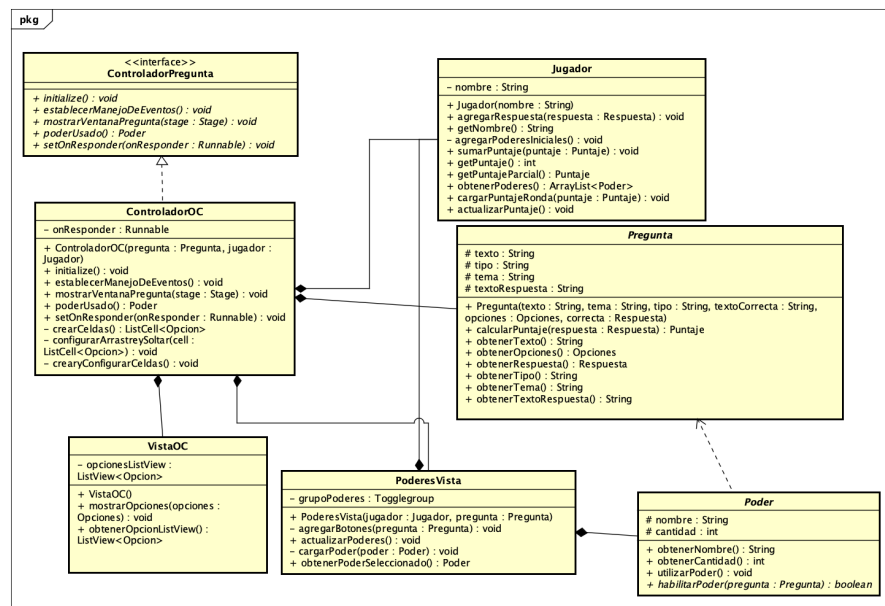 pkg
<<interface>>
ControladorPregunta
+ initialize() : void
+ establecerManejoDeEventos() : void
+ mostrarVentanaPregunta(stage : Stage) : void
+ poderUsado() : Poder
+ setOnResponder(onResponder : Runnable) : void
Jugador
- nombre : String
+ Jugador(nombre : String)
+ agregarRespuesta(respuesta : Respuesta) : void
+ getNombre() : String
- agregarPoderesIniciales() : void
+ sumarPuntaje(puntaje : Puntaje) : void
+ getPuntaje() : int
+ getPuntajeParcial() : Puntaje
+ obtenerPoderes() : ArrayList<Poder>
+ cargarPuntajeRonda(puntaje : Puntaje) : void
+ actualizarPuntaje() : void
ControladorOC
- onResponder : Runnable
+ ControladorOC(pregunta : Pregunta, jugador :
Jugador)
+ initialize() : void
+ establecerManejoDeEventos() : void
+ mostrarVentanaPregunta(stage : Stage) : void
+ poderUsado() : Poder
+ setOnResponder(onResponder : Runnable) : void
- crearCeldas() : ListCell<Opcion>
- configurarArrastreySoltar(cell :
ListCell<Opcion>) : void
- crearyConfigurarCeldas() : void
Pregunta
# texto : String
# tipo : String
# tema : String
# textoRespuesta : String
+ Pregunta(texto : String, tema : String, tipo : String, textoCorrecta : String,
opciones : Opciones, correcta : Respuesta)
+ calcularPuntaje(respuesta : Respuesta) : Puntaje
+ obtenerTexto() : String
+ obtenerOpciones() : Opciones
+ obtenerRespuesta() : Respuesta
+ obtenerTipo() : String
+ obtenerTema() : String
+ obtenerTextoRespuesta() : String
VistaOC
- opcionesListView :
ListView<Opcion>
+ VistaOC()
+ mostrarOpciones(opciones :
Opciones) : void
+ obtenerOpcionListView() :
ListView<Opcion>
PoderesVista
- grupoPoderes : Togglegroup
+ PoderesVista(jugador : Jugador, pregunta : Pregunta)
- agregarBotones(pregunta : Pregunta) : void
+ actualizarPoderes() : void
- cargarPoder(poder : Poder) : void
+ obtenerPoderSeleccionado() : Poder
Poder
# nombre : String
# cantidad : int
+ obtenerNombre() : String
+ obtenerCantidad() : int
+ utilizarPoder() : void
+ habilitarPoder(pregunta : Pregunta) : boolean